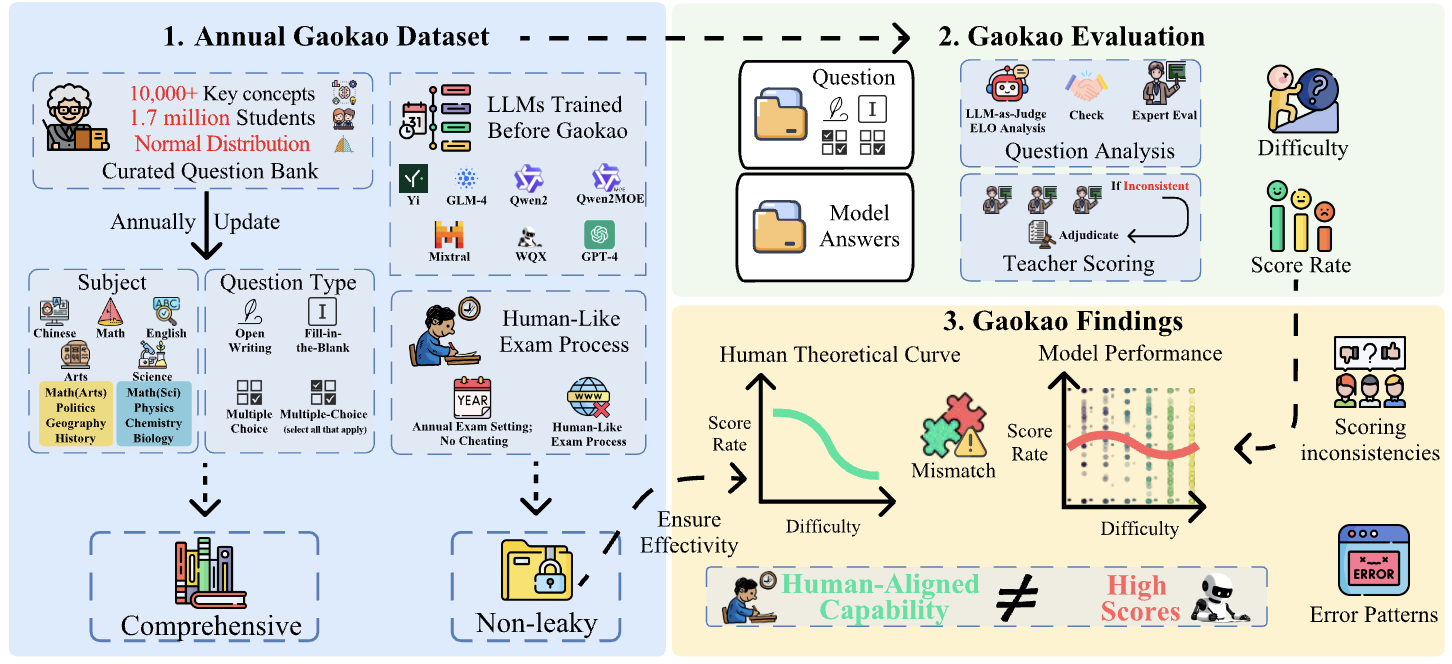 1. Annual Gaokao Dataset
10,000+ Key concepts
1.7 million Students
Normal Distribution
Curated Question Bank
Annually Update
Subject
Chinese
Math
English
Arts
Science
Math(Arts)
Politics
Geography
History
Math(Sci)
Physics
Chemistry
Biology
Question Type
Open
Writing
Fill-in-
the-Blank
Multiple
Choice
Multiple-Choice
(select all that apply)
Comprehensive
31
LLMs Trained
Before Gaokao
Yi
GLM-4
Qwen2
MOE
Qwen2MOE
Mixtral
WQX
GPT-4
Human-Like
Exam Process
YEAR
WWW
Annual Exam Setting;
No Cheating
Human-Like
Exam Process
Non-leaky
Ensure
Effectivity
2. Gaokao Evaluation
Question
I
Model
Answers
LLM-as-Judge
ELO Analysis
Check
Expert Eval
Question Analysis
If Inconsistent
Adjudicate
Teacher Scoring
?
Difficulty
Score Rate
3. Gaokao Findings
Human Theoretical Curve
Score
Rate
Difficulty
Mismatch
Model Performance
Score
Rate
Difficulty
Human-Aligned
Capability
≠
High
Scores
?
Scoring
inconsistencies
ERROR
Error Patterns